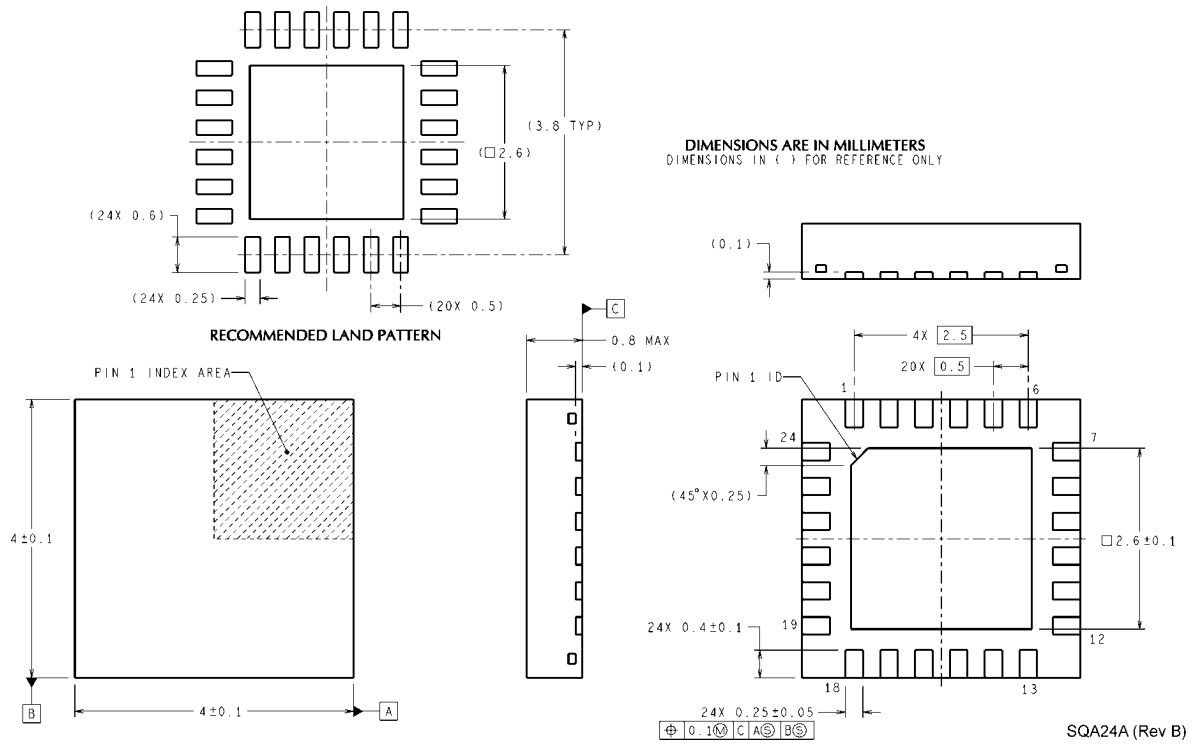 (3.8 TYP)
(□2.6)
DIMENSIONS ARE IN MILLIMETERS
DIMENSIONS IN ( ) FOR REFERENCE ONLY
(24X 0.6)
(0.1)
(24X 0.25)
(20X 0.5)
RECOMMENDED LAND PATTERN
C
0.8 MAX
(0.1)
4X 2.5
20X 0.5
PIN 1 INDEX AREA
PIN 1 ID
1
6
24
7
(45°X0.25)
4±0.1
□2.6±0.1
19
12
24X 0.4±0.1
18
13
B
4±0.1
A
24X 0.25±0.05
⌖ 0.1Ⓜ C AⓈ BⓈ
SQA24A (Rev B)